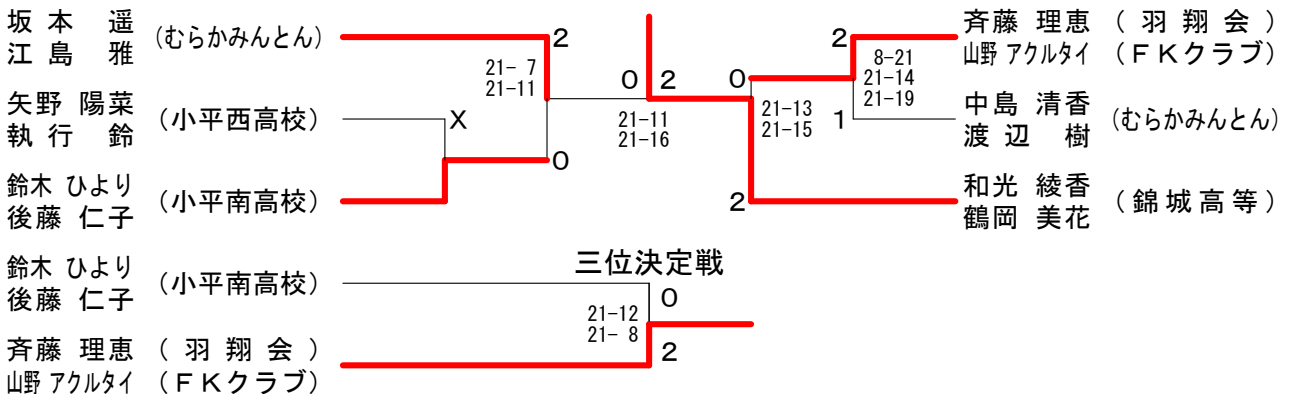 坂本 遥 (むらかみんとん)
江島 雅
矢野 陽菜 (小平西高校)
執行 鈴
鈴木 ひより (小平南高校)
後藤 仁子
2
21- 7
21-11
X
0
0 2
21-11
21-16
0
21-13
21-15
2
2
8-21
21-14
21-19
1
斉藤 理恵 (羽翔会)
山野 アクルタイ (FKクラブ)
中島 清香 (むらかみんとん)
渡辺 樹
和光 綾香 (錦城高等)
鶴岡 美花
三位決定戦
鈴木 ひより (小平南高校)
後藤 仁子
斉藤 理恵 (羽翔会)
山野 アクルタイ (FKクラブ)
0
21-12
21- 8
2